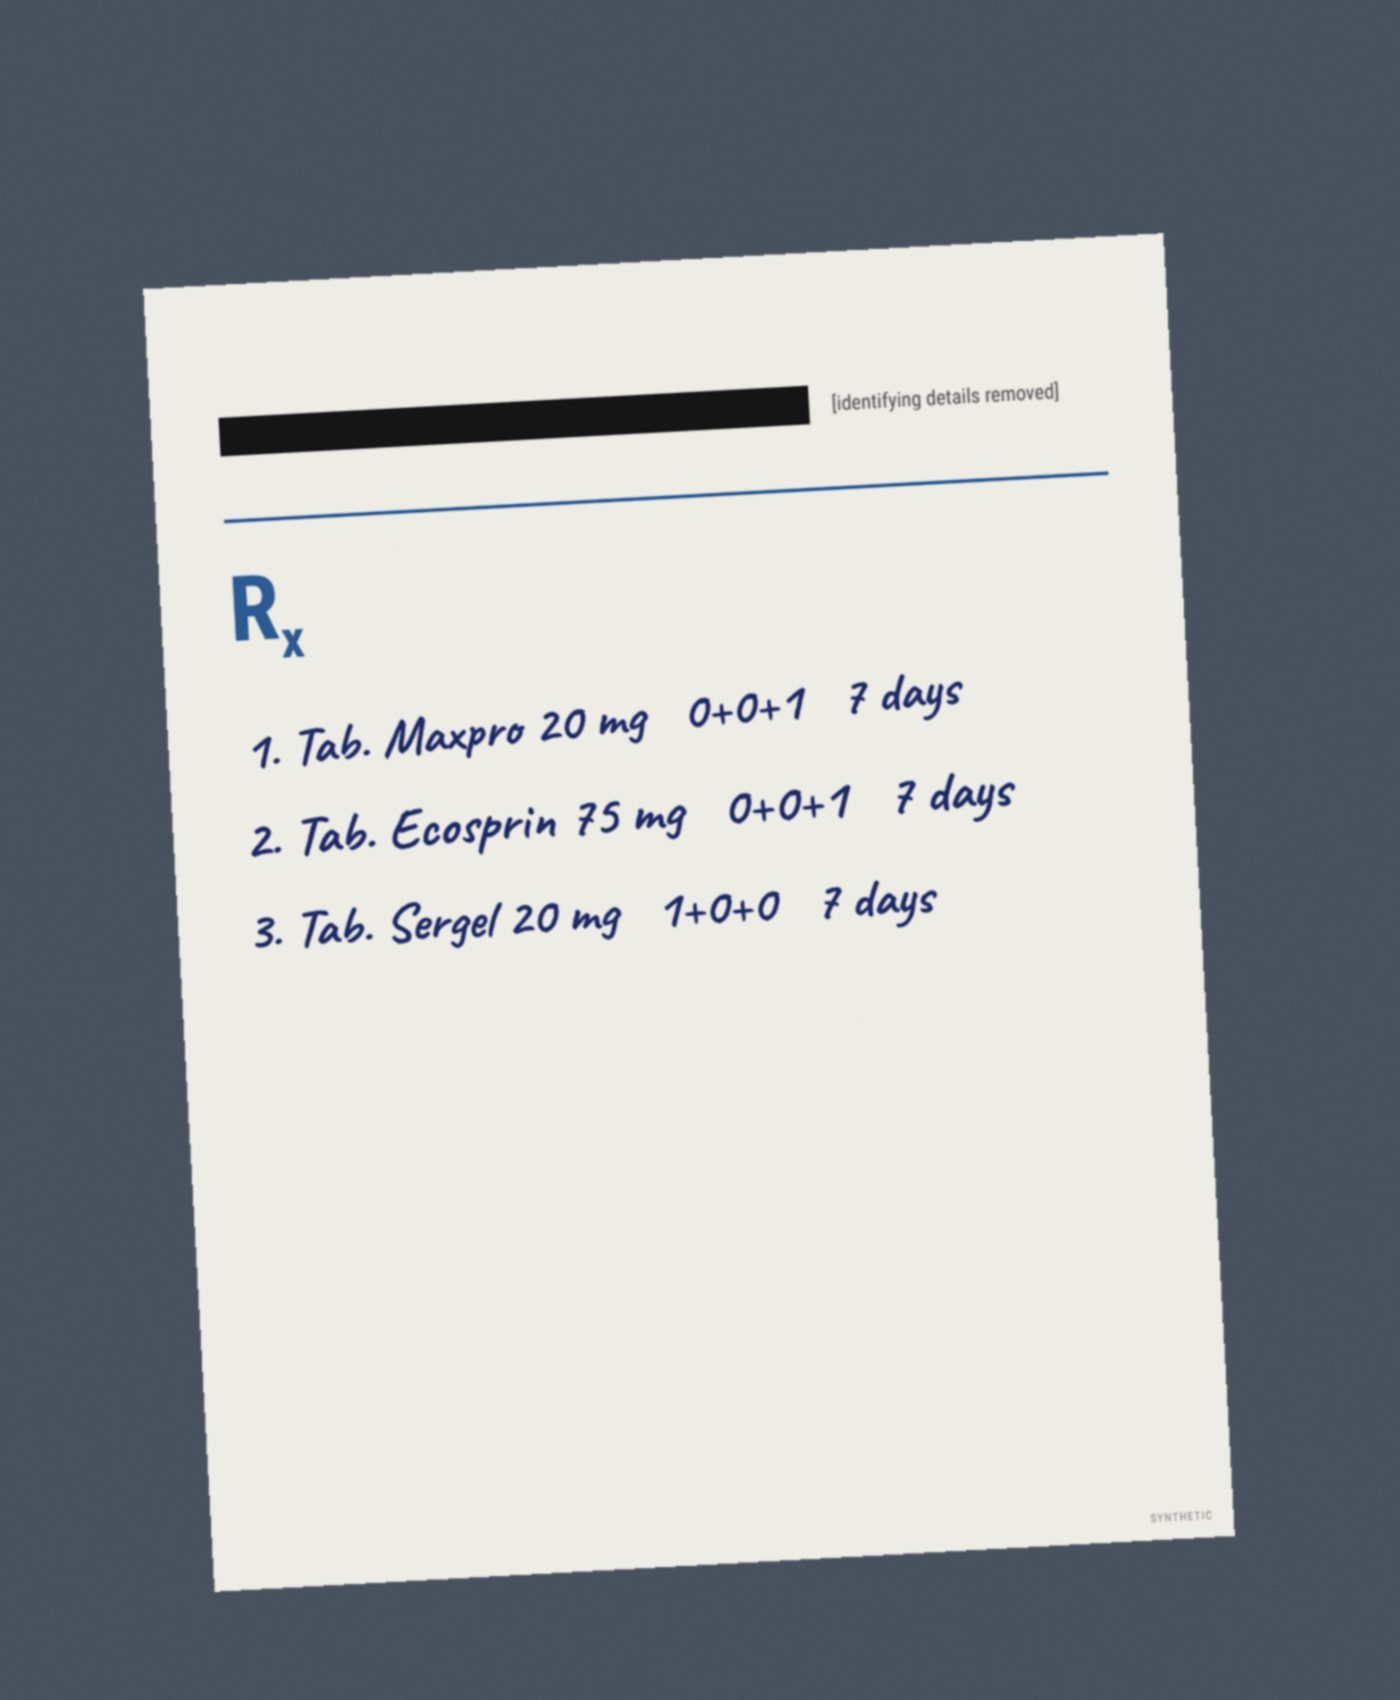 [identifying details removed]
Rx
1. Tab. Maxpro 20 mg 0+0+1 7 days
2. Tab. Ecosprin 75 mg 0+0+1 7 days
3. Tab. Sergel 20 mg 1+0+0 7 days
SYNTHETIC